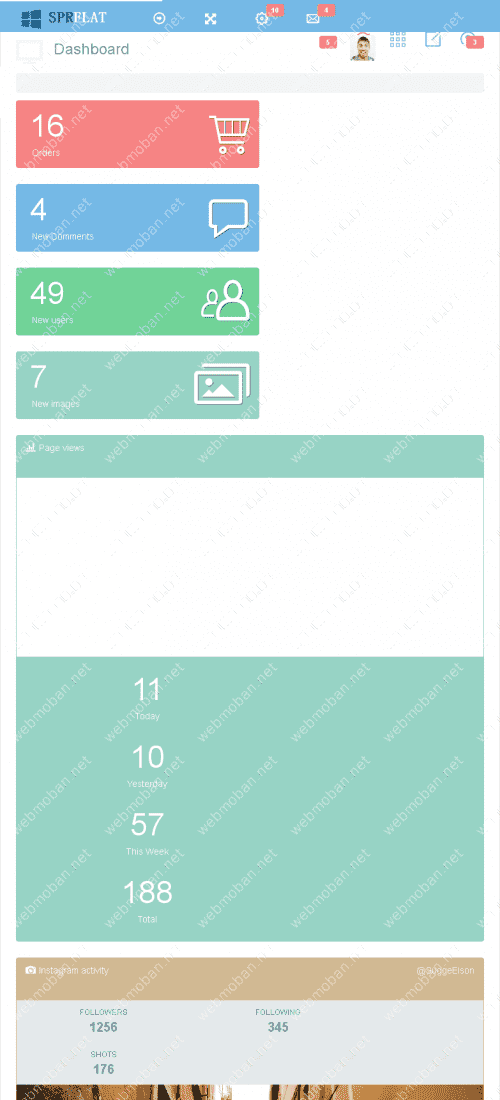 SPRFLAT
18
4
Dashboard
5
3
16
Orders
4
New Comments
49
New users
7
New images
Page views
11
Today
10
Yesterday
57
This Week
188
Total
Instagram activity
@SuggeElson
FOLLOWERS
FOLLOWING
1256
345
SHOTS
176
webmoban.net